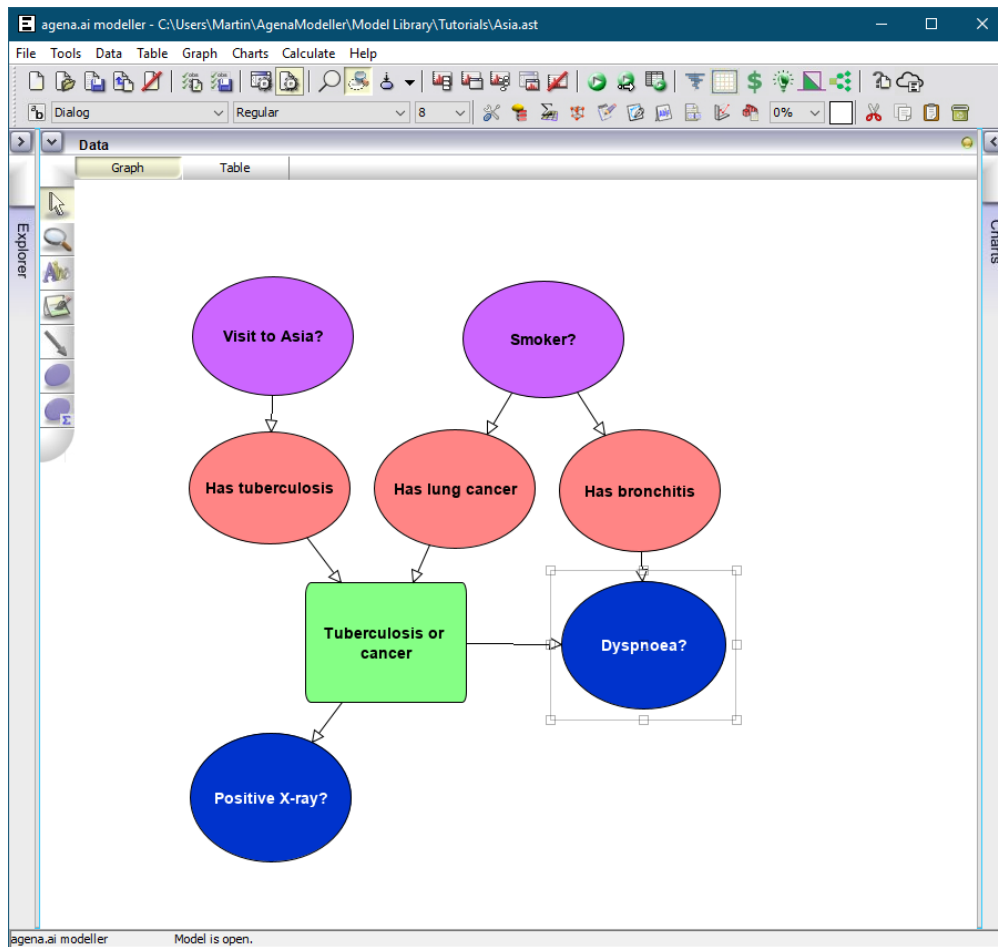 agena.ai modeller - C:\Users\Martin\AgenaModeller\Model Library\Tutorials\Asia.ast
File Tools Data Table Graph Charts Calculate Help
Dialog Regular 8 0%
Data
Graph Table
Explorer
Charts
Abc
Σ
Visit to Asia?
Smoker?
Has tuberculosis
Has lung cancer
Has bronchitis
Tuberculosis or
cancer
Dyspnoea?
Positive X-ray?
agena.ai modeller Model is open.